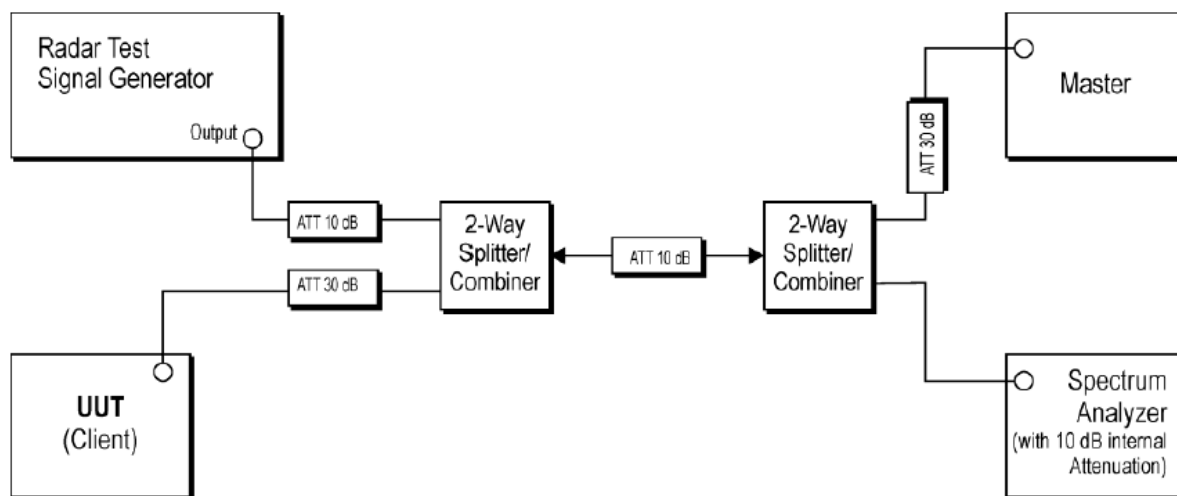 Radar Test
Signal Generator
Output
ATT 10 dB
ATT 30 dB
2-Way
Splitter/
Combiner
ATT 10 dB
2-Way
Splitter/
Combiner
ATT 30 dB
Master
UUT
(Client)
Spectrum
Analyzer
(with 10 dB internal
Attenuation)